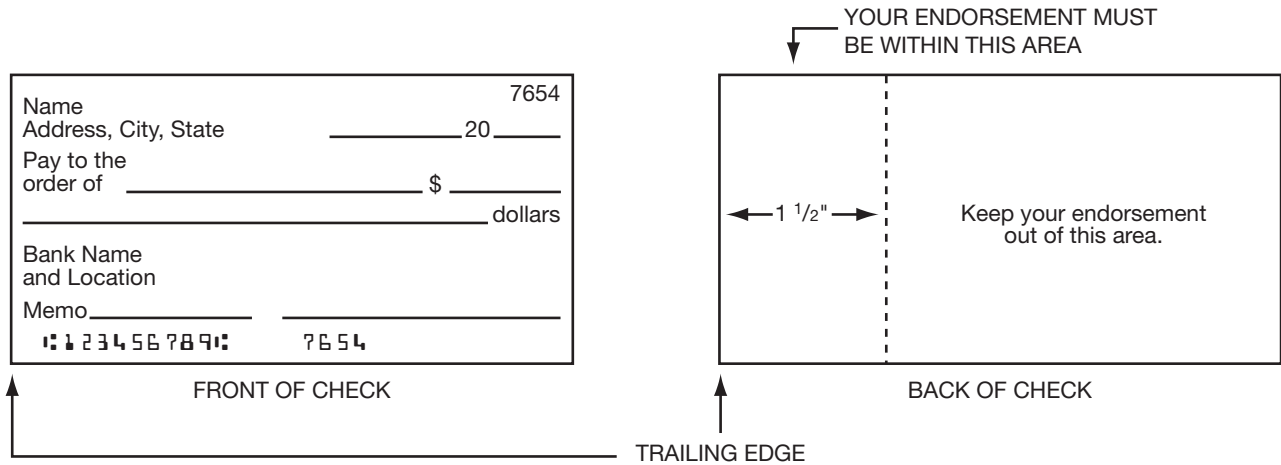 YOUR ENDORSEMENT MUST
BE WITHIN THIS AREA
7654
Name
Address, City, State 20
Pay to the
order of $
dollars
Bank Name
and Location
Memo
⑆123456789⑆ 7654
FRONT OF CHECK
1 1/2"
Keep your endorsement
out of this area.
BACK OF CHECK
TRAILING EDGE